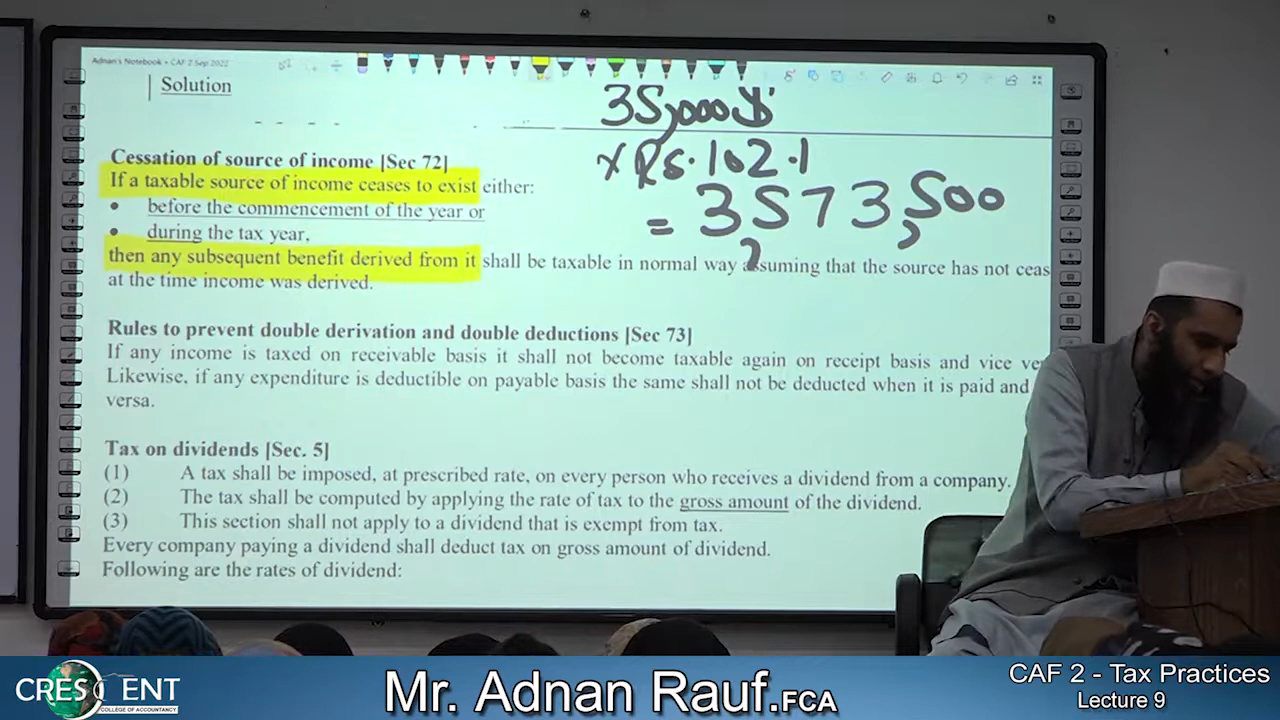 Adnan's Notebook • CAF 2 Sep 2022
Solution
35,000
x Rs. 102.1
= 3,573,500
Cessation of source of income [Sec 72]
If a taxable source of income ceases to exist either:
• before the commencement of the year or
• during the tax year,
then any subsequent benefit derived from it shall be taxable in normal way assuming that the source has not ceas
at the time income was derived.
Rules to prevent double derivation and double deductions [Sec 73]
If any income is taxed on receivable basis it shall not become taxable again on receipt basis and vice ve
Likewise, if any expenditure is deductible on payable basis the same shall not be deducted when it is paid and
versa.
Tax on dividends [Sec. 5]
(1) A tax shall be imposed, at prescribed rate, on every person who receives a dividend from a company.
(2) The tax shall be computed by applying the rate of tax to the gross amount of the dividend.
(3) This section shall not apply to a dividend that is exempt from tax.
Every company paying a dividend shall deduct tax on gross amount of dividend.
Following are the rates of dividend:
CRESCENT
COLLEGE OF ACCOUNTANCY
Mr. Adnan Rauf.FCA
CAF 2 - Tax Practices
Lecture 9